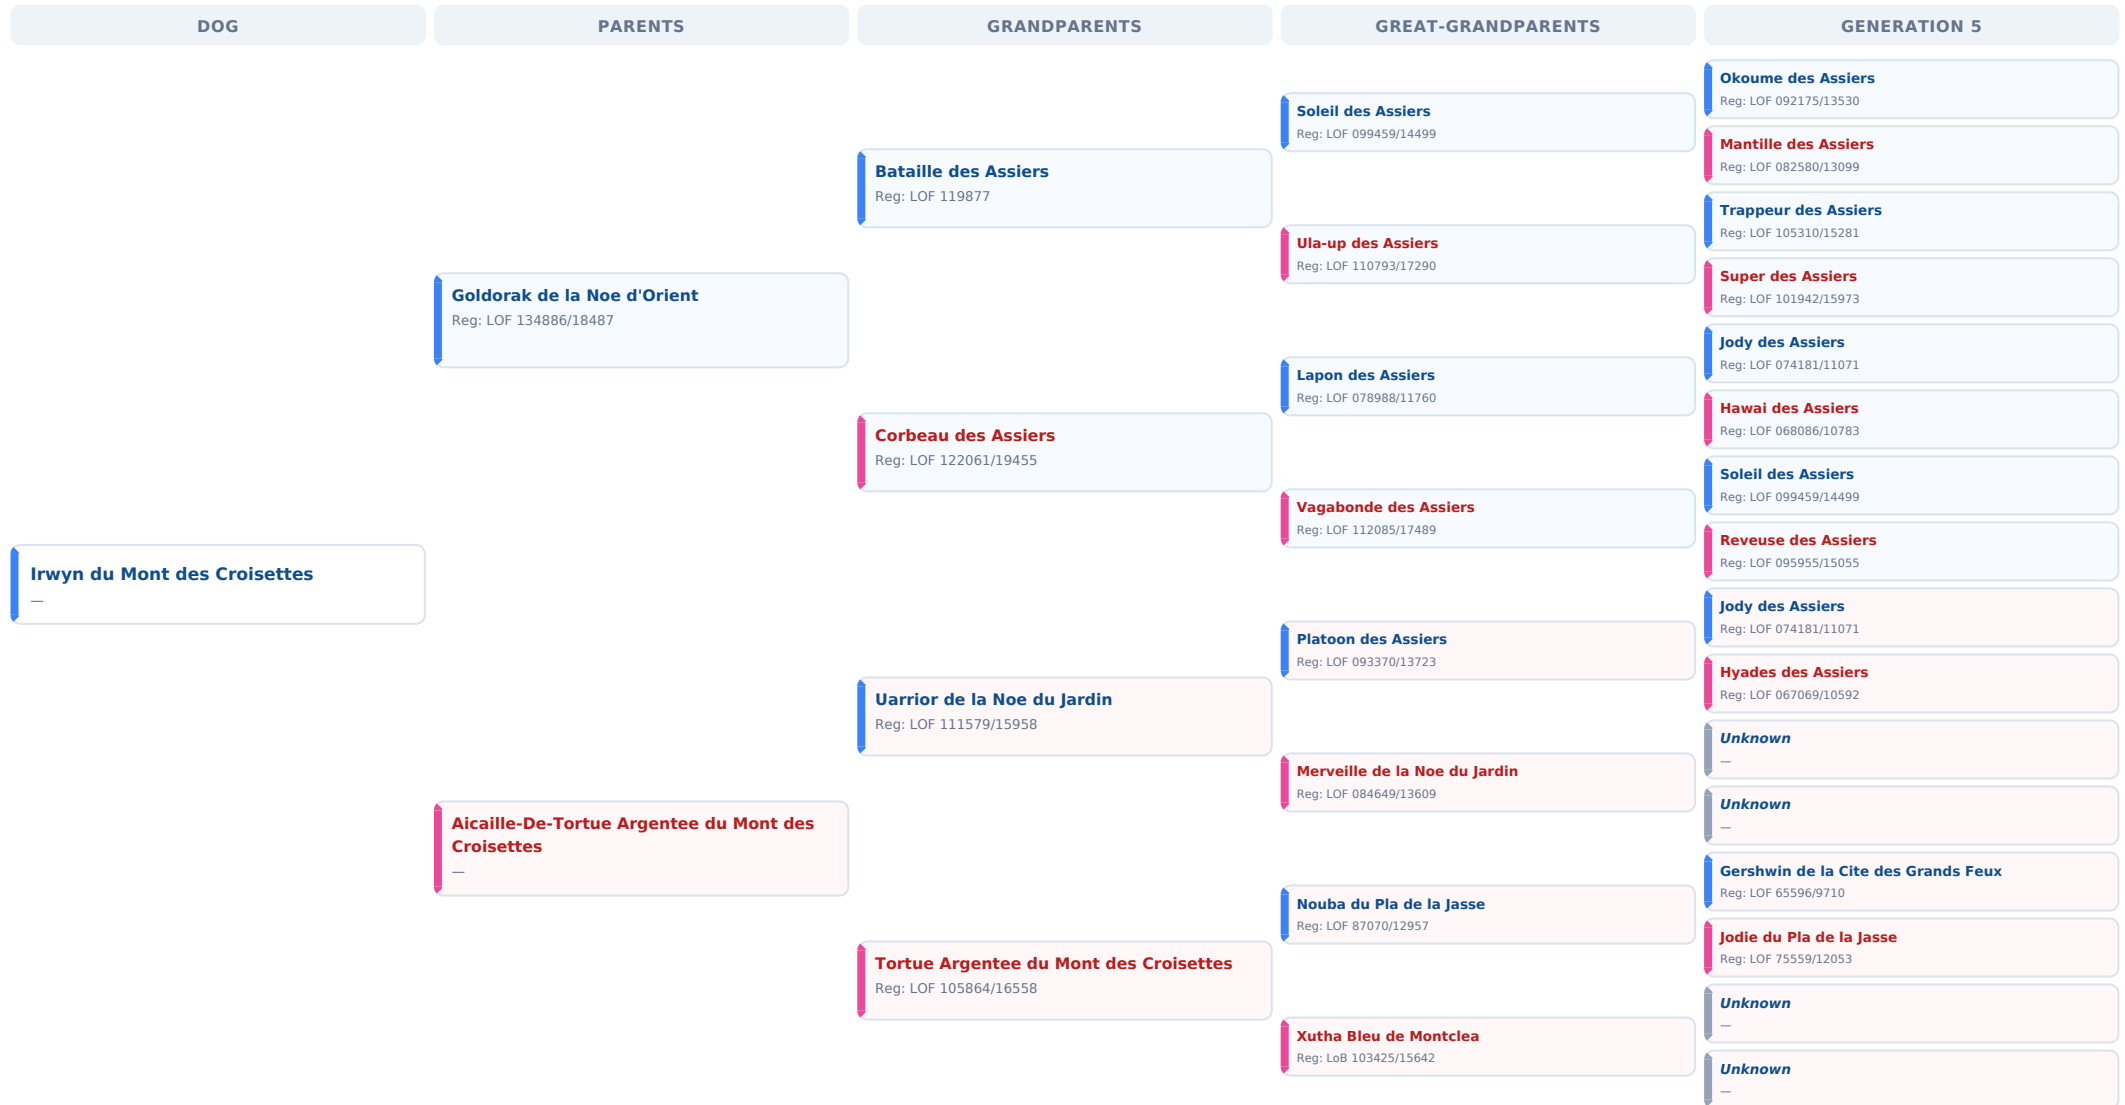 DOG
PARENTS
GRANDPARENTS
GREAT-GRANDPARENTS
GENERATION 5
Irwyn du Mont des Croisettes
—
Goldorak de la Noe d'Orient
Reg: LOF 134886/18487
Aicaille-De-Tortue Argentee du Mont des
Croisettes
—
Bataille des Assiers
Reg: LOF 119877
Corbeau des Assiers
Reg: LOF 122061/19455
Uarrior de la Noe du Jardin
Reg: LOF 111579/15958
Tortue Argentee du Mont des Croisettes
Reg: LOF 105864/16558
Soleil des Assiers
Reg: LOF 099459/14499
Ula-up des Assiers
Reg: LOF 110793/17290
Lapon des Assiers
Reg: LOF 078988/11760
Vagabonde des Assiers
Reg: LOF 112085/17489
Platoon des Assiers
Reg: LOF 093370/13723
Merveille de la Noe du Jardin
Reg: LOF 084649/13609
Nouba du Pla de la Jasse
Reg: LOF 87070/12957
Xutha Bleu de Montclea
Reg: LoB 103425/15642
Okoume des Assiers
Reg: LOF 092175/13530
Mantille des Assiers
Reg: LOF 082580/13099
Trappeur des Assiers
Reg: LOF 105310/15281
Super des Assiers
Reg: LOF 101942/15973
Jody des Assiers
Reg: LOF 074181/11071
Hawai des Assiers
Reg: LOF 068086/10783
Soleil des Assiers
Reg: LOF 099459/14499
Reveuse des Assiers
Reg: LOF 095955/15055
Jody des Assiers
Reg: LOF 074181/11071
Hyades des Assiers
Reg: LOF 067069/10592
Unknown
—
Unknown
—
Gershwin de la Cite des Grands Feux
Reg: LOF 65596/9710
Jodie du Pla de la Jasse
Reg: LOF 75559/12053
Unknown
—
Unknown
—